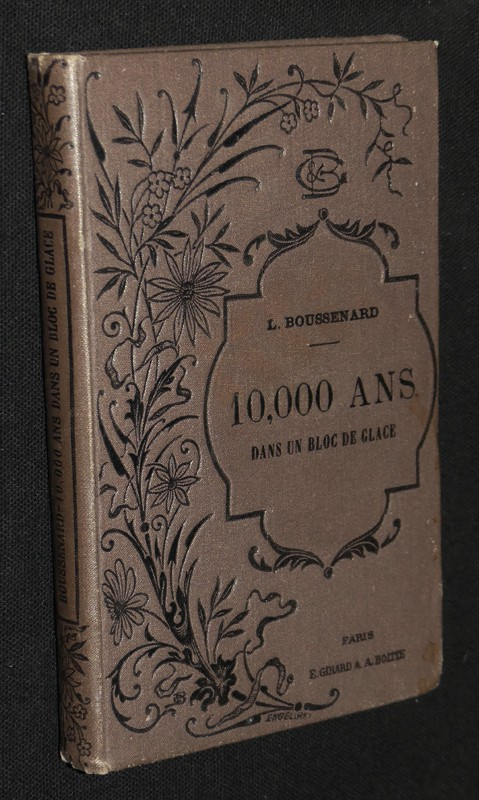 L. BOUSSENARD
10,000 ANS
DANS UN BLOC DE GLACE
PARIS
E. GIRARD & A. BOITTE
BOUSSENARD-10,000 ANS DANS UN BLOC DE GLACE